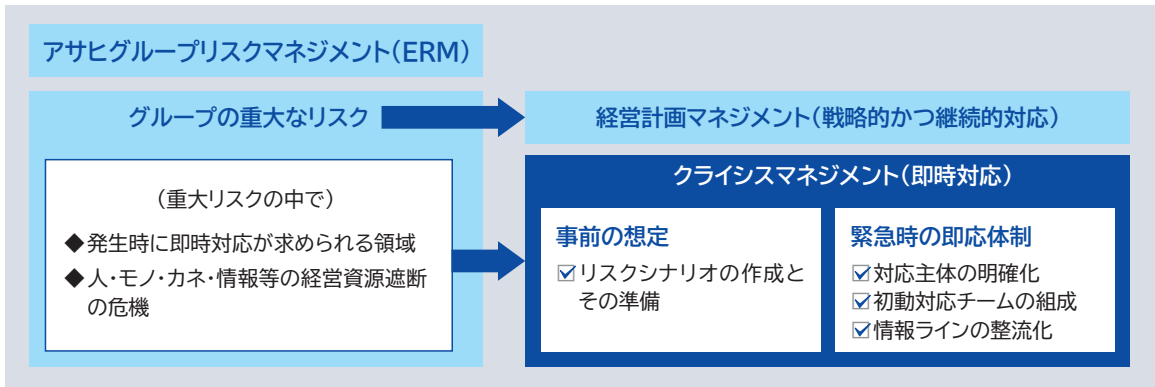 アサヒグループリスクマネジメント(ERM)
グループの重大なリスク
経営計画マネジメント(戦略的かつ継続的対応)
(重大リスクの中で)
◆発生時に即時対応が求められる領域
◆人・モノ・カネ・情報等の経営資源遮断
の危機
クライシスマネジメント(即時対応)
事前の想定
☑リスクシナリオの作成と
その準備
緊急時の即応体制
☑対応主体の明確化
☑初動対応チームの組成
☑情報ラインの整流化